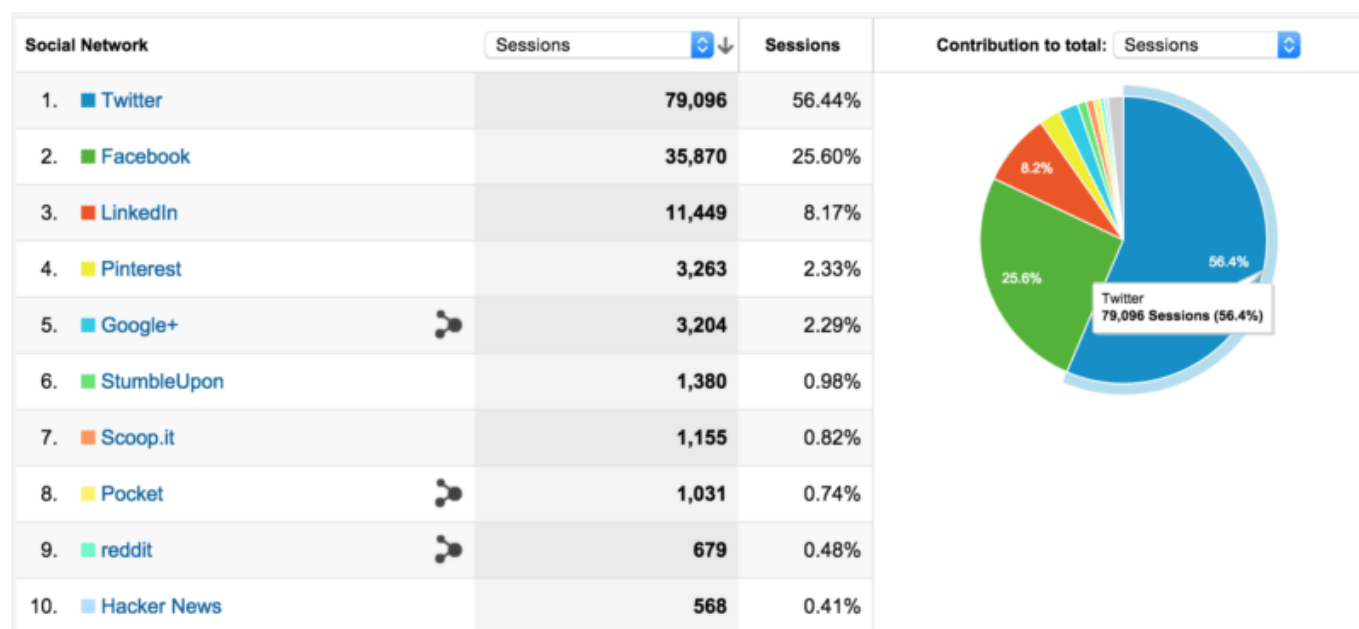 Social Network Sessions Sessions Contribution to total: Sessions
1. Twitter 79,096 56.44%
2. Facebook 35,870 25.60%
3. LinkedIn 11,449 8.17%
4. Pinterest 3,263 2.33%
5. Google+ 3,204 2.29%
6. StumbleUpon 1,380 0.98%
7. Scoop.it 1,155 0.82%
8. Pocket 1,031 0.74%
9. reddit 679 0.48%
10. Hacker News 568 0.41%
8.2%
56.4%
25.6%
Twitter
79,096 Sessions (56.4%)